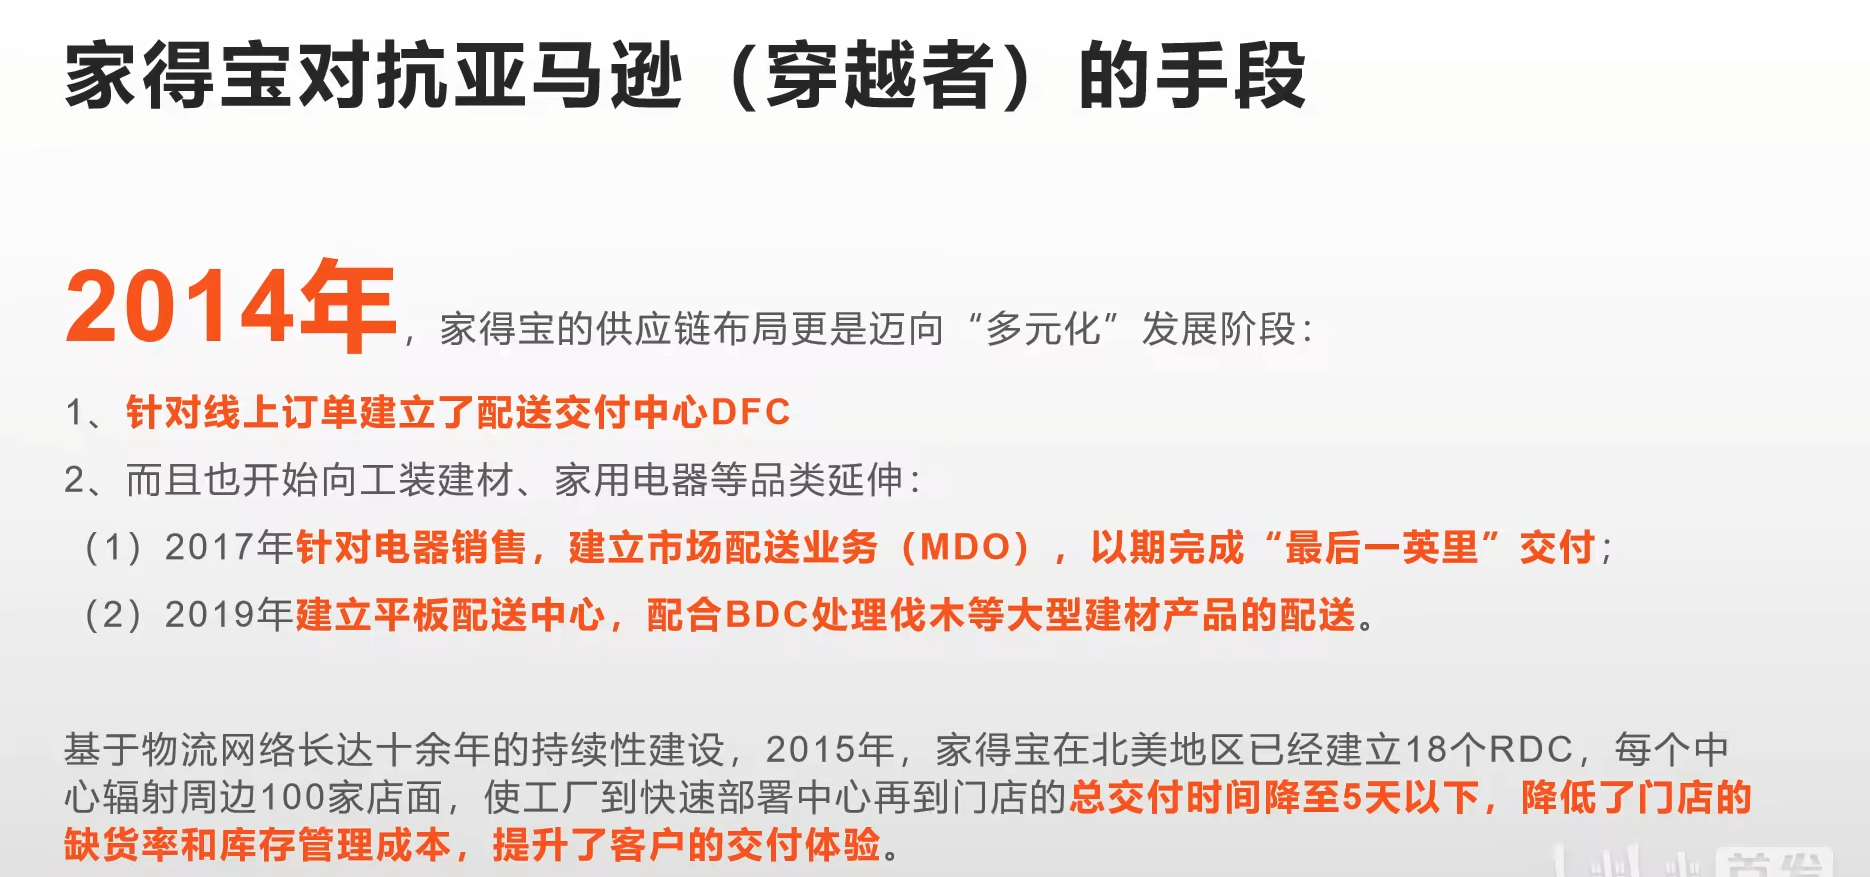 家得宝对抗亚马逊（穿越者）的手段
2014年，家得宝的供应链布局更是迈向“多元化”发展阶段：
1、针对线上订单建立了配送交付中心DFC
2、而且也开始向工装建材、家用电器等品类延伸：
（1）2017年针对电器销售，建立市场配送业务（MDO），以期完成“最后一英里”交付；
（2）2019年建立平板配送中心，配合BDC处理伐木等大型建材产品的配送。
基于物流网络长达十余年的持续性建设，2015年，家得宝在北美地区已经建立18个RDC，每个中
心辐射周边100家店面，使工厂到快速部署中心再到门店的总交付时间降至5天以下，降低了门店的
缺货率和库存管理成本，提升了客户的交付体验。
首发